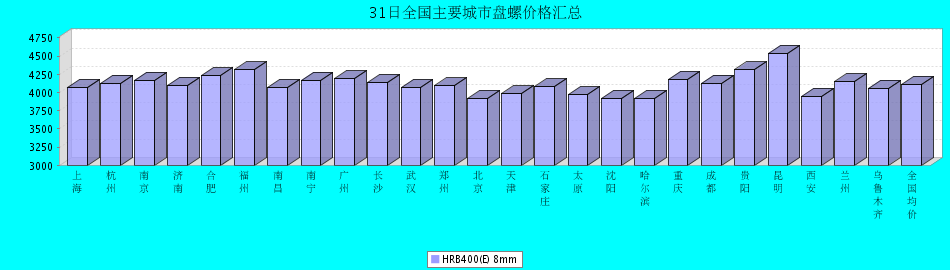 31日全国主要城市盘螺价格汇总
4750
4500
4250
4000
3750
3500
3250
3000
上海
杭州
南京
济南
合肥
福州
南昌
南宁
广州
长沙
武汉
郑州
北京
天津
石家庄
太原
沈阳
哈尔滨
重庆
成都
贵阳
昆明
西安
兰州
乌鲁木齐
全国均价
HRB400(E) 8mm